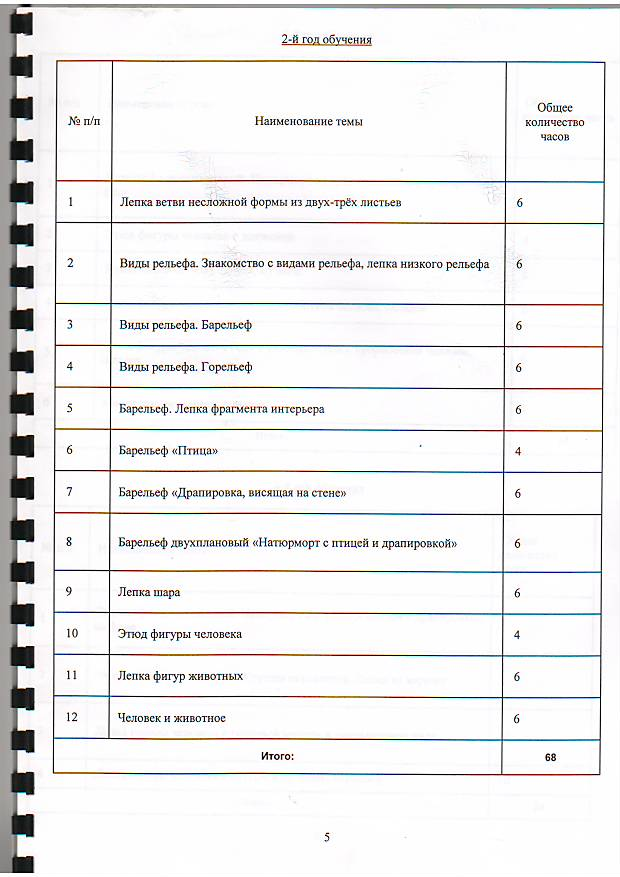 2-й год обучения
№ п/п
Наименование темы
Общее
количество
часов
1 Лепка ветви несложной формы из двух-трёх листьев 6
2 Виды рельефа. Знакомство с видами рельефа, лепка низкого рельефа 6
3 Виды рельефа. Барельеф 6
4 Виды рельефа. Горельеф 6
5 Барельеф. Лепка фрагмента интерьера 6
6 Барельеф «Птица» 4
7 Барельеф «Драпировка, висящая на стене» 6
8 Барельеф двухплановый «Натюрморт с птицей и драпировкой» 6
9 Лепка шара 6
10 Этюд фигуры человека 4
11 Лепка фигур животных 6
12 Человек и животное 6
Итого: 68
5